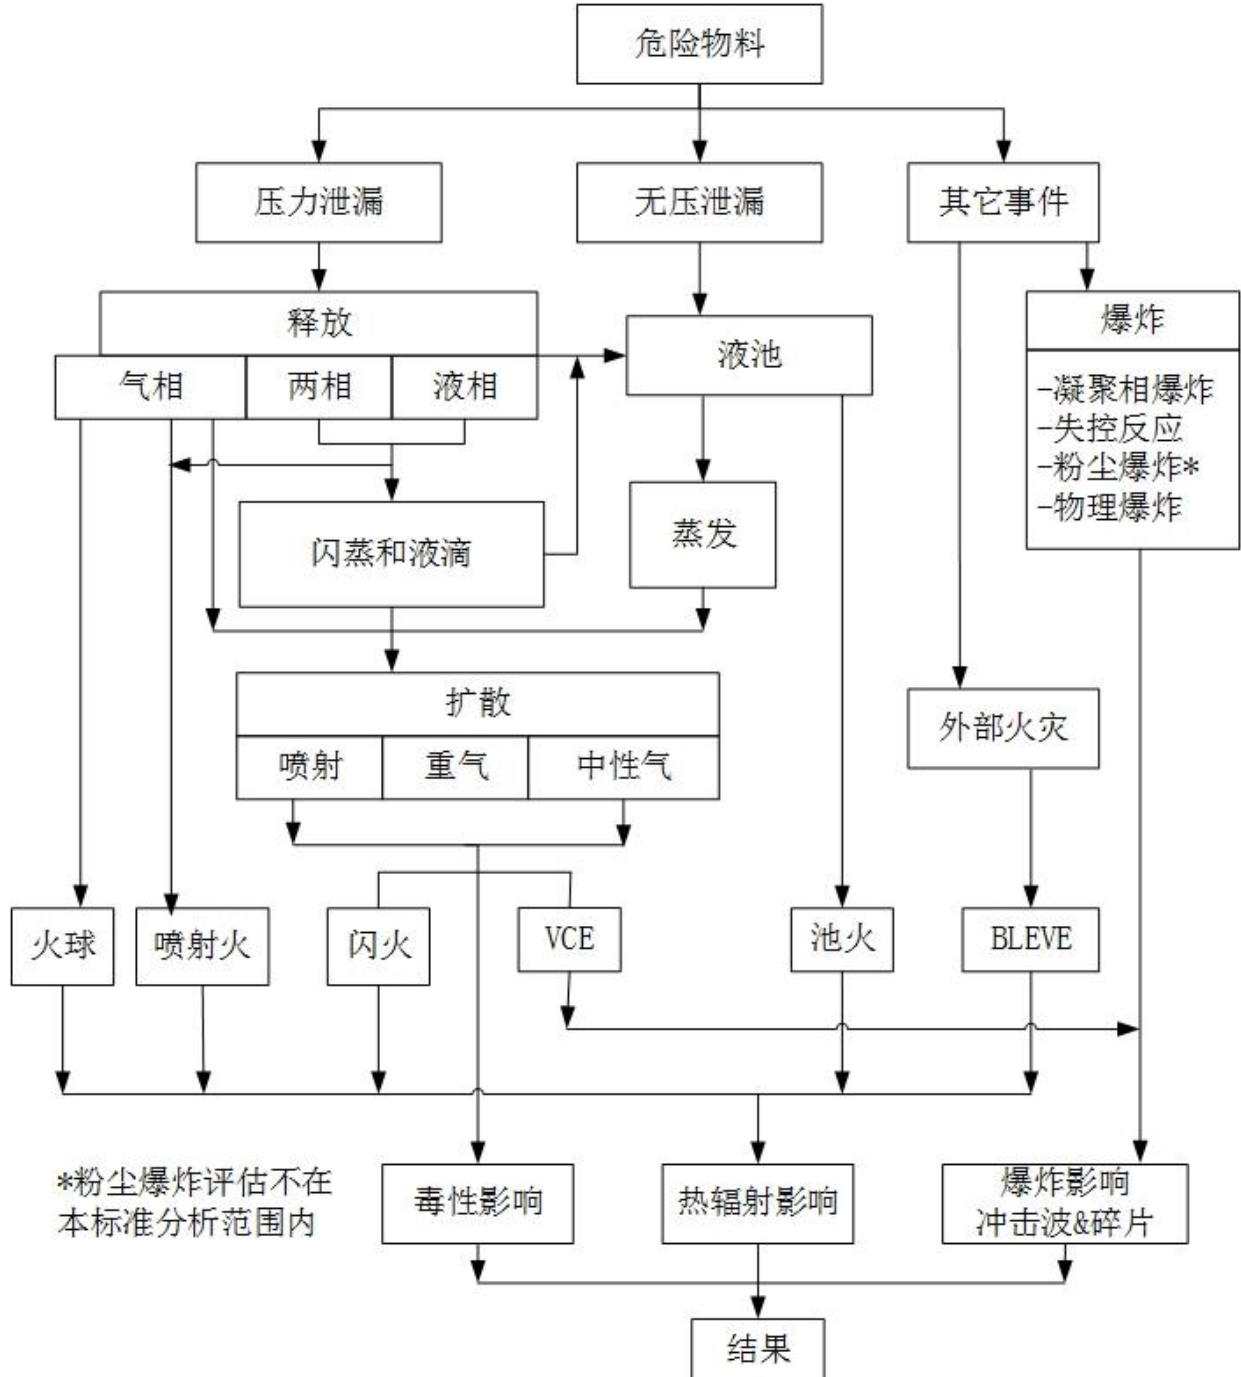 危险物料
压力泄漏
无压泄漏
其它事件
释放
气相
两相
液相
液池
爆炸
-凝聚相爆炸
-失控反应
-粉尘爆炸*
-物理爆炸
闪蒸和液滴
蒸发
扩散
喷射
重气
中性气
外部火灾
火球
喷射火
闪火
VCE
池火
BLEVE
*粉尘爆炸评估不在
本标准分析范围内
毒性影响
热辐射影响
爆炸影响
冲击波&碎片
结果